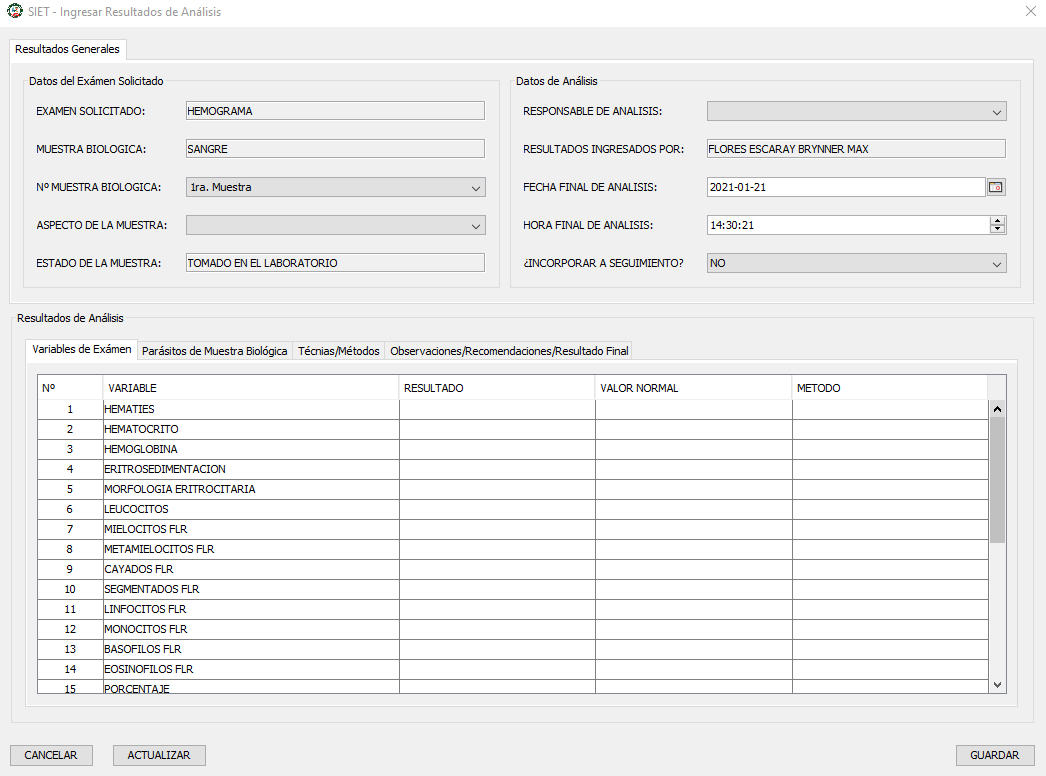 SIET - Ingresar Resultados de Análisis
Resultados Generales
Datos del Exámen Solicitado
EXAMEN SOLICITADO: HEMOGRAMA
MUESTRA BIOLOGICA: SANGRE
Nº MUESTRA BIOLOGICA: 1ra. Muestra
ASPECTO DE LA MUESTRA:
ESTADO DE LA MUESTRA: TOMADO EN EL LABORATORIO
Datos de Análisis
RESPONSABLE DE ANALISIS:
RESULTADOS INGRESADOS POR: FLORES ESCARAY BRYNNER MAX
FECHA FINAL DE ANALISIS: 2021-01-21
HORA FINAL DE ANALISIS: 14:30:21
¿INCORPORAR A SEGUIMIENTO? NO
Resultados de Análisis
Variables de Exámen Parásitos de Muestra Biológica Técnias/Métodos Observaciones/Recomendaciones/Resultado Final
Nº VARIABLE RESULTADO VALOR NORMAL METODO
1 HEMATIES
2 HEMATOCRITO
3 HEMOGLOBINA
4 ERITROSEDIMENTACION
5 MORFOLOGIA ERITROCITARIA
6 LEUCOCITOS
7 MIELOCITOS FLR
8 METAMIELOCITOS FLR
9 CAYADOS FLR
10 SEGMENTADOS FLR
11 LINFOCITOS FLR
12 MONOCITOS FLR
13 BASOFILOS FLR
14 EOSINOFILOS FLR
15 PORCENTAJE
CANCELAR ACTUALIZAR GUARDAR